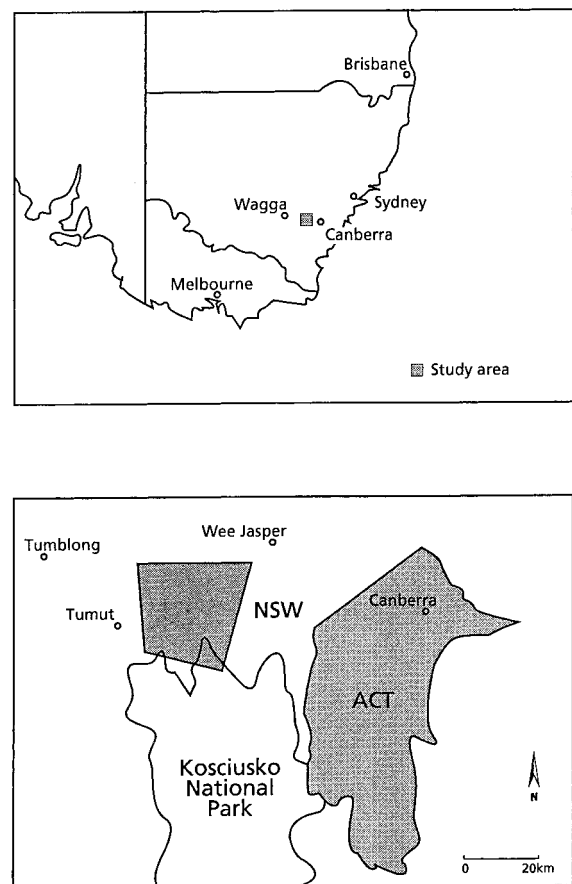 Brisbane
Sydney
Wagga
Canberra
Melbourne
Study area
Wee Jasper
Tumblong
NSW
Canberra
Tumut
ACT
Kosciusko
National
Park
N
0 20km